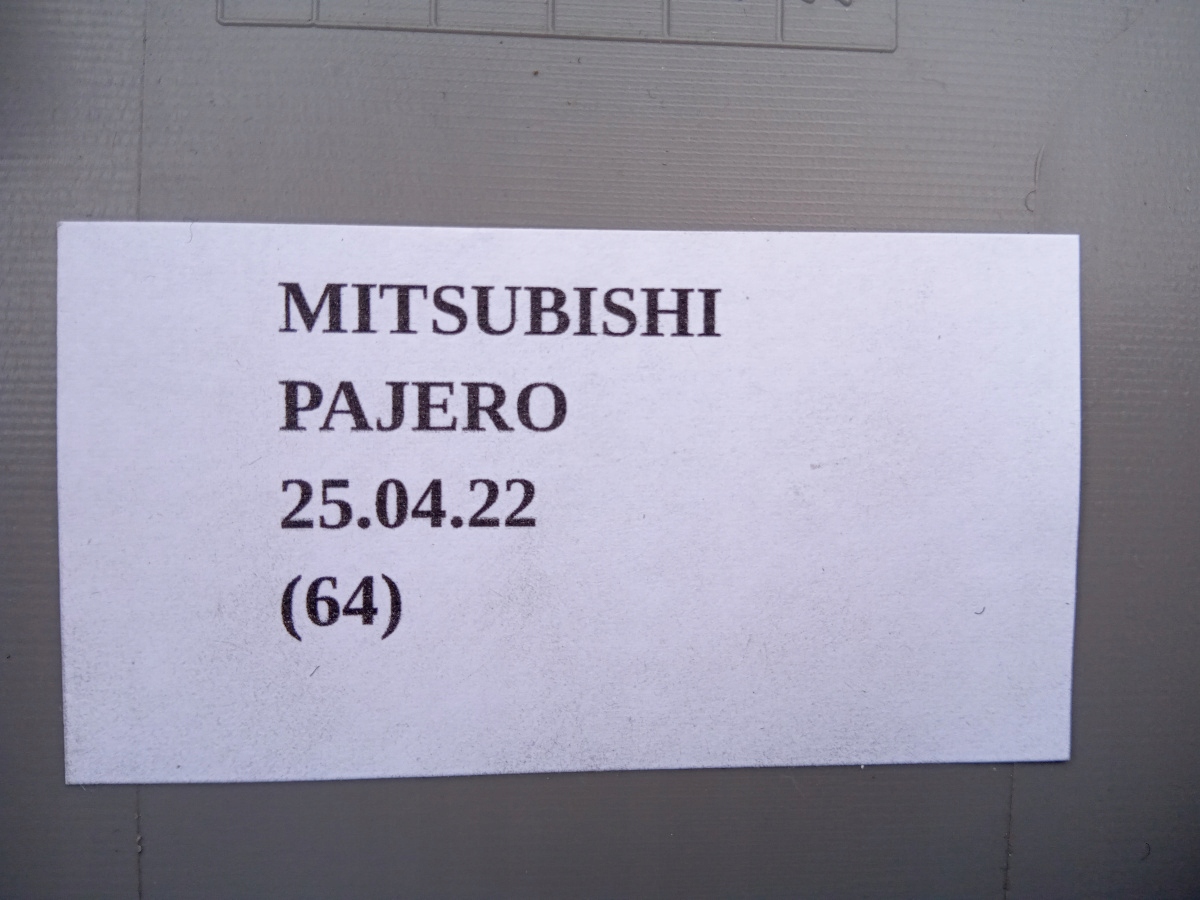 MITSUBISHI
PAJERO
25.04.22
(64)